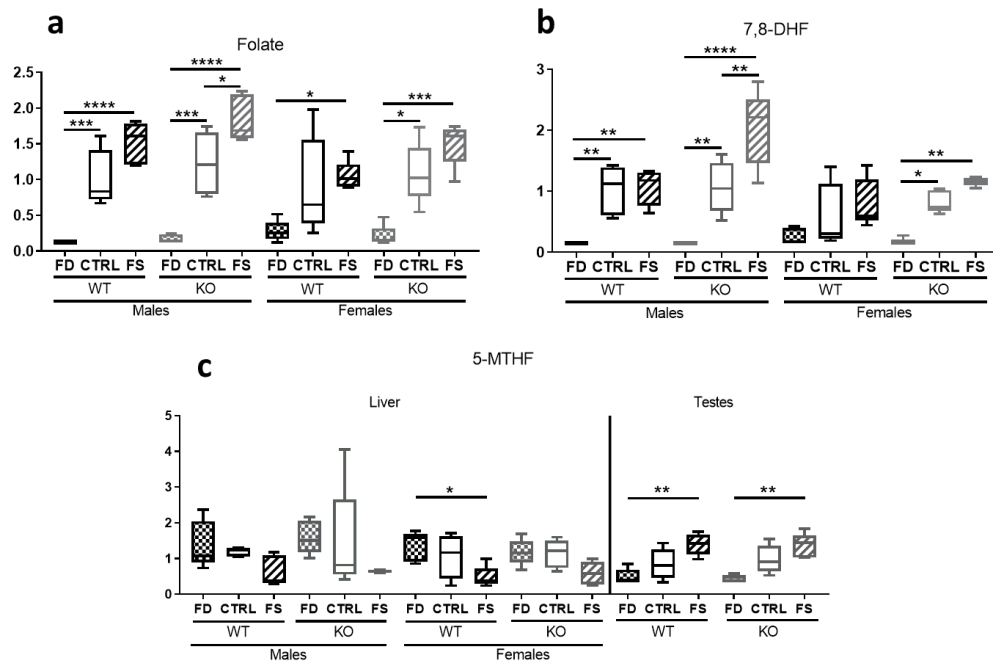 a
Folate
2.5
2.0
1.5
1.0
0.5
0.0
****
***
****
*
***
*
***
*
FD CTRL FS FD CTRL FS FD CTRL FS FD CTRL FS
WT KO WT KO
Males Females
b
7,8-DHF
3
2
1
0
**
**
****
**
**
**
*
FD CTRL FS FD CTRL FS FD CTRL FS FD CTRL FS
WT KO WT KO
Males Females
c
5-MTHF
Liver Testes
5
4
3
2
1
0
*
**
**
FD CTRL FS FD CTRL FS FD CTRL FS FD CTRL FS FD CTRL FS FD CTRL FS
WT KO WT KO WT KO
Males Females